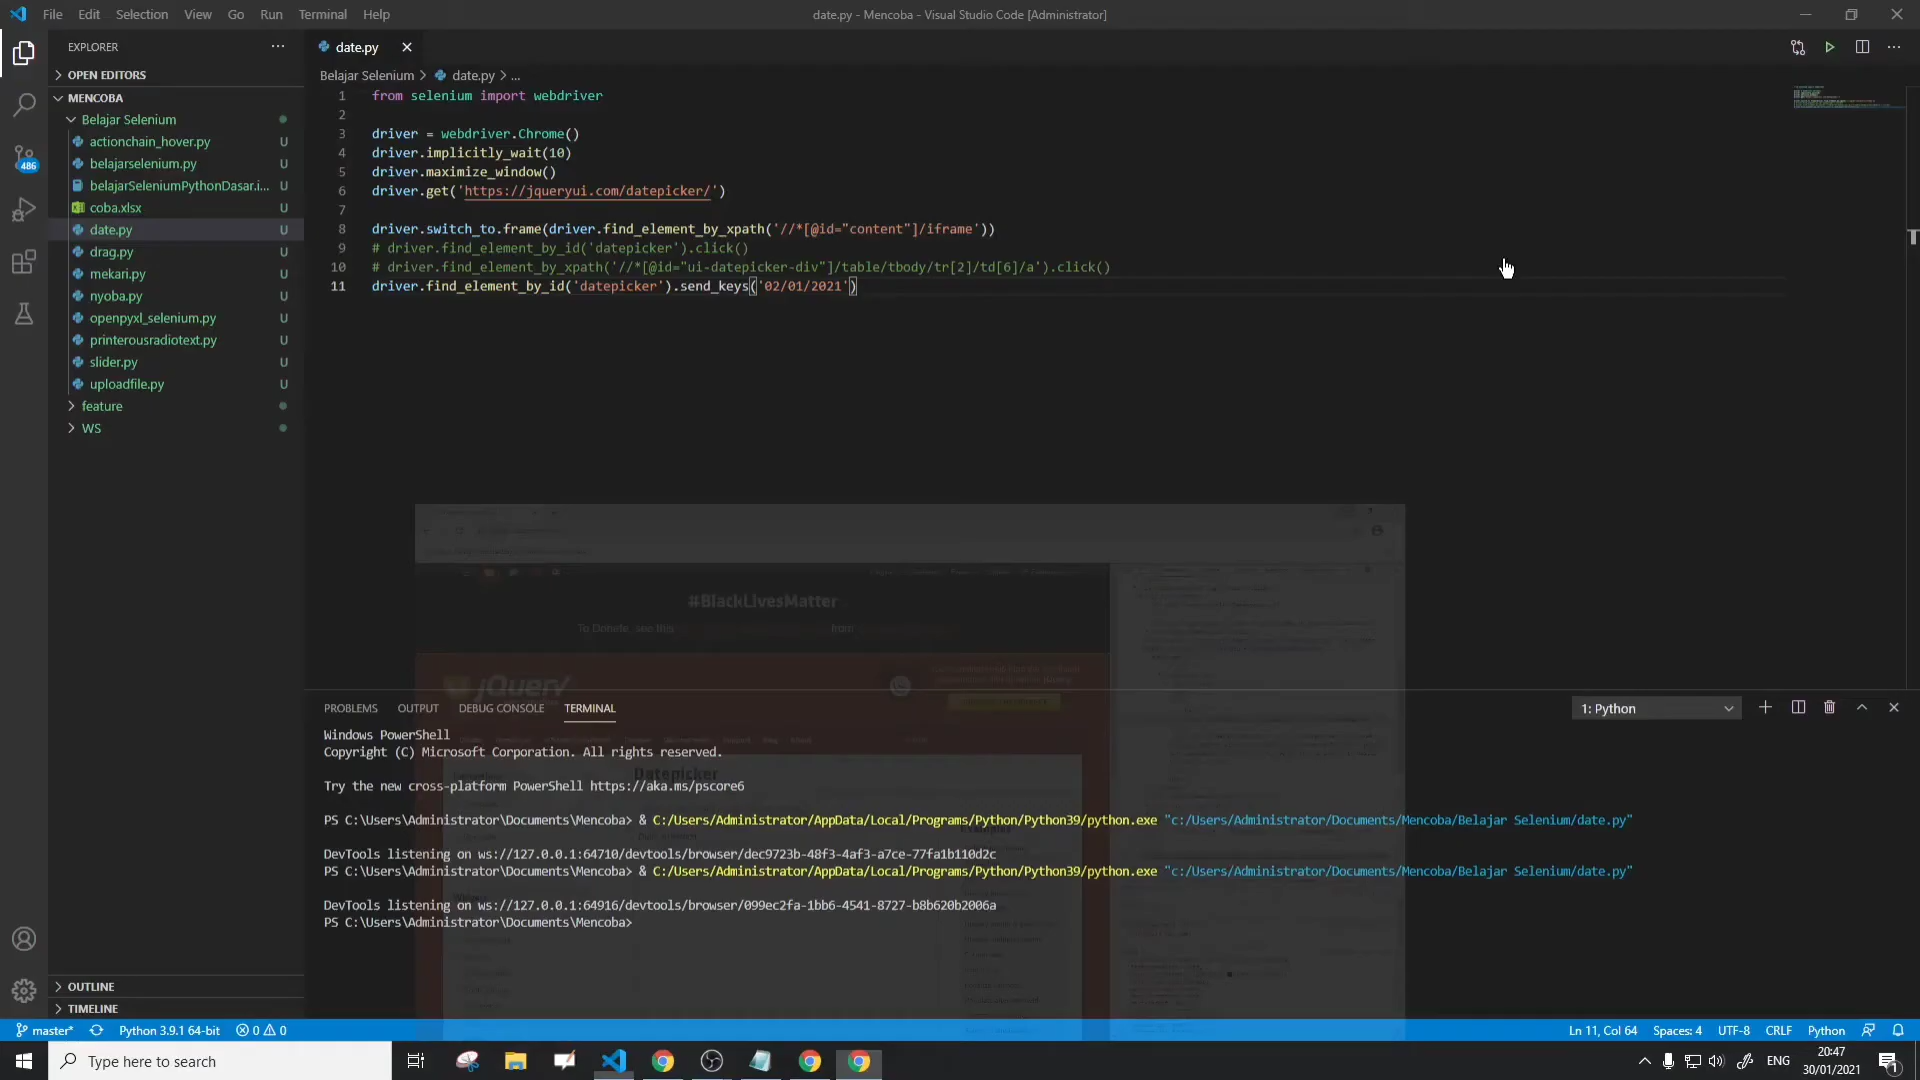 File Edit Selection View Go Run Terminal Help
date.py - Mencoba - Visual Studio Code [Administrator]
EXPLORER
date.py
OPEN EDITORS
Belajar Selenium > date.py > ...
MENCOBA
Belajar Selenium
actionchain_hover.py U
belajarselenium.py U
belajarSeleniumPythonDasar.i... U
coba.xlsx U
date.py U
drag.py U
mekari.py U
nyoba.py U
openpyxl_selenium.py U
printerousradiotext.py U
slider.py U
uploadfile.py U
feature
WS
486
1 from selenium import webdriver
2
3 driver = webdriver.Chrome()
4 driver.implicitly_wait(10)
5 driver.maximize_window()
6 driver.get('https://jqueryui.com/datepicker/')
7
8 driver.switch_to.frame(driver.find_element_by_xpath('//*[@id="content"]/iframe'))
9 # driver.find_element_by_id('datepicker').click()
10 # driver.find_element_by_xpath('//*[@id="ui-datepicker-div"]/table/tbody/tr[2]/td[6]/a').click()
11 driver.find_element_by_id('datepicker').send_keys('02/01/2021')
#BlackLivesMatter
To Donate, see this
from
jQuery
Datepicker
PROBLEMS OUTPUT DEBUG CONSOLE TERMINAL
1: Python
Windows PowerShell
Copyright (C) Microsoft Corporation. All rights reserved.
Try the new cross-platform PowerShell https://aka.ms/pscore6
PS C:\Users\Administrator\Documents\Mencoba> & C:/Users/Administrator/AppData/Local/Programs/Python/Python39/python.exe "c:/Users/Administrator/Documents/Mencoba/Belajar Selenium/date.py"
DevTools listening on ws://127.0.0.1:64710/devtools/browser/dec9723b-48f3-4af3-a7ce-77fa1b110d2c
PS C:\Users\Administrator\Documents\Mencoba> & C:/Users/Administrator/AppData/Local/Programs/Python/Python39/python.exe "c:/Users/Administrator/Documents/Mencoba/Belajar Selenium/date.py"
DevTools listening on ws://127.0.0.1:64916/devtools/browser/099ec2fa-1bb6-4541-8727-b8b620b2006a
PS C:\Users\Administrator\Documents\Mencoba>
OUTLINE
TIMELINE
master* Python 3.9.1 64-bit 0 0
Ln 11, Col 64 Spaces: 4 UTF-8 CRLF Python
Type here to search
ENG
20:47
30/01/2021
1